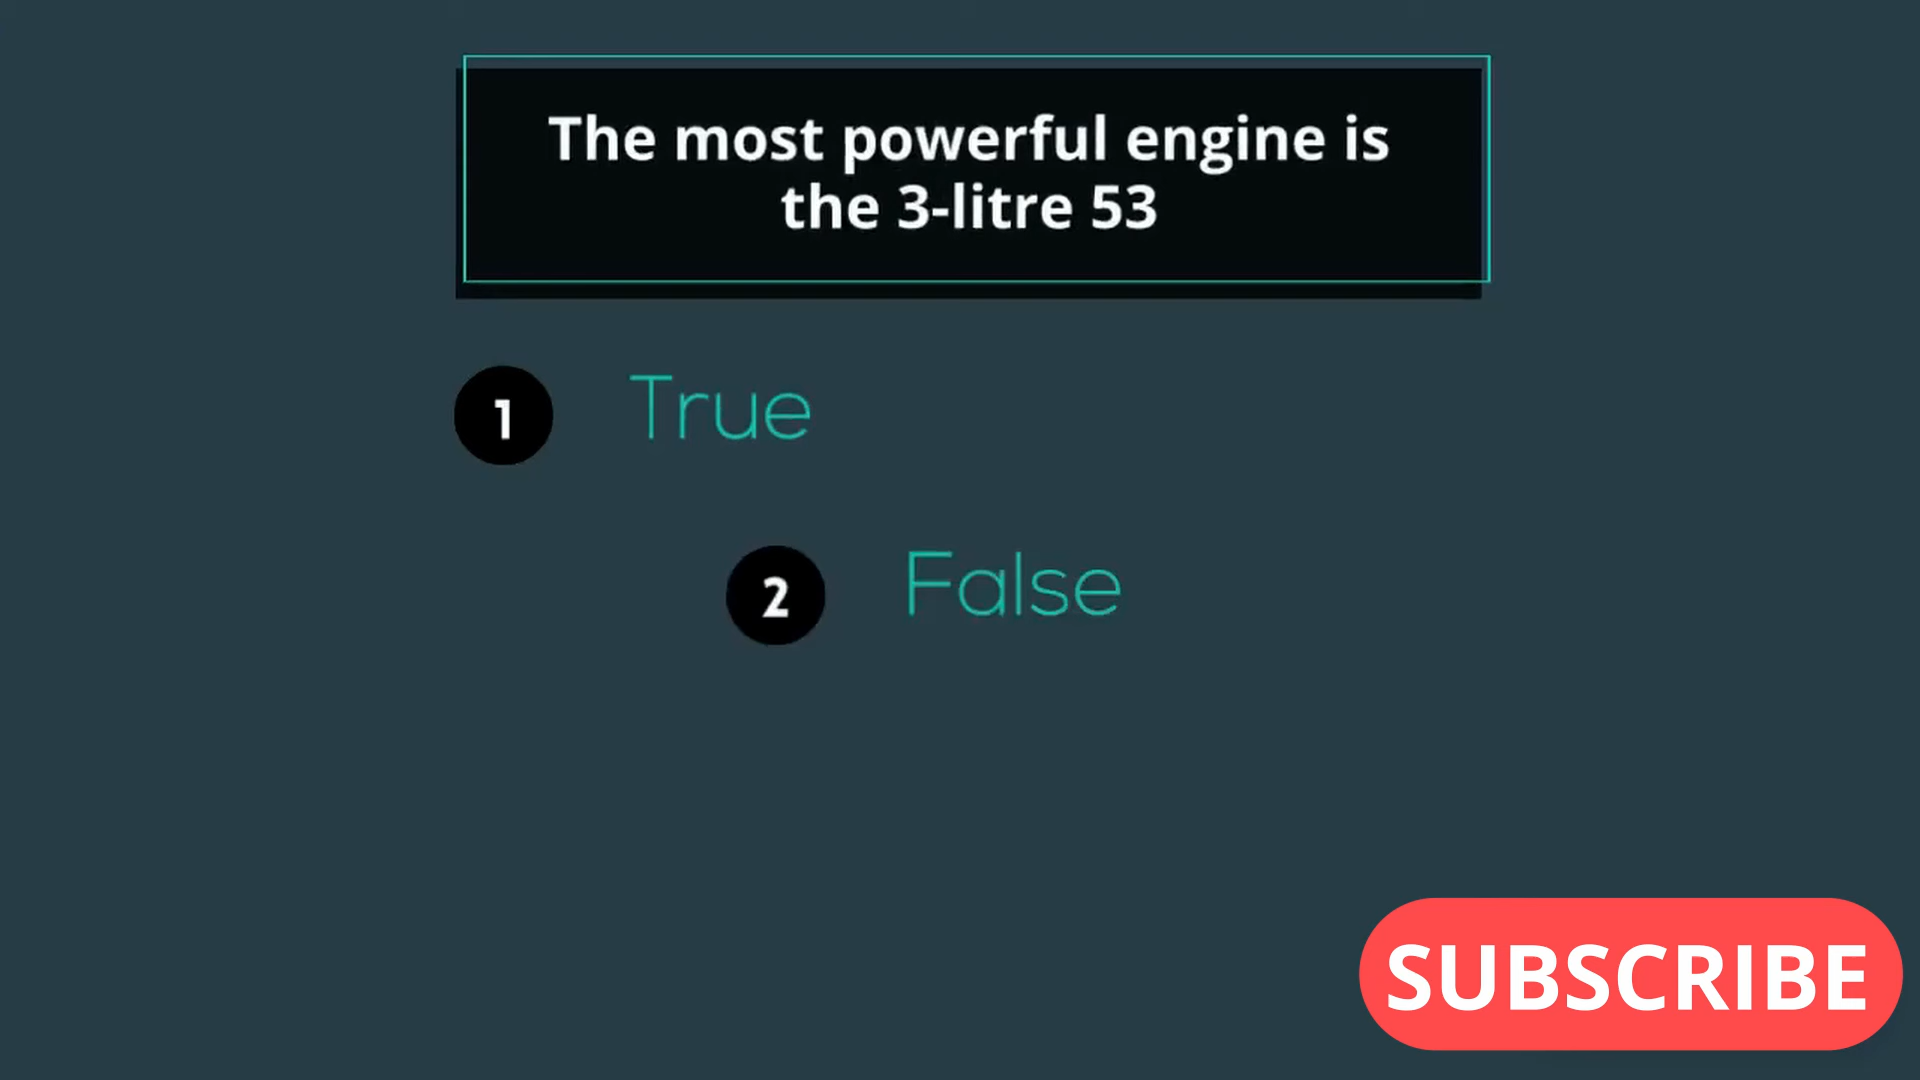 The most powerful engine is
the 3-litre 53
1 True
2 False
SUBSCRIBE